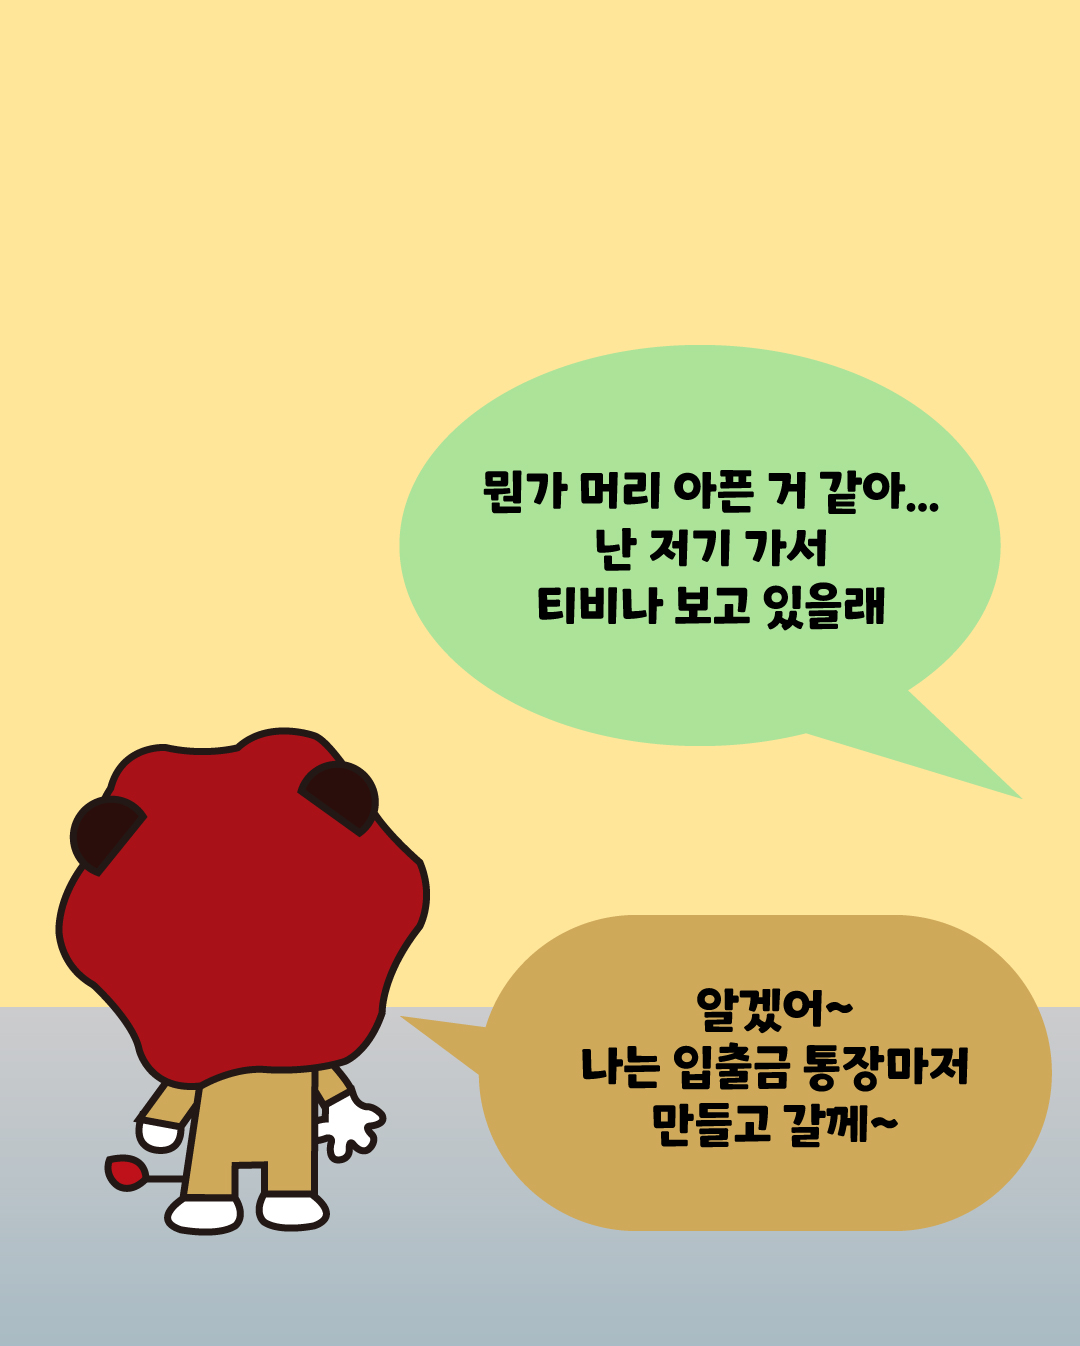 뭔가 머리 아픈 거 같아...
난 저기 가서
티비나 보고 있을래
알겠어~
나는 입출금 통장마저
만들고 갈께~